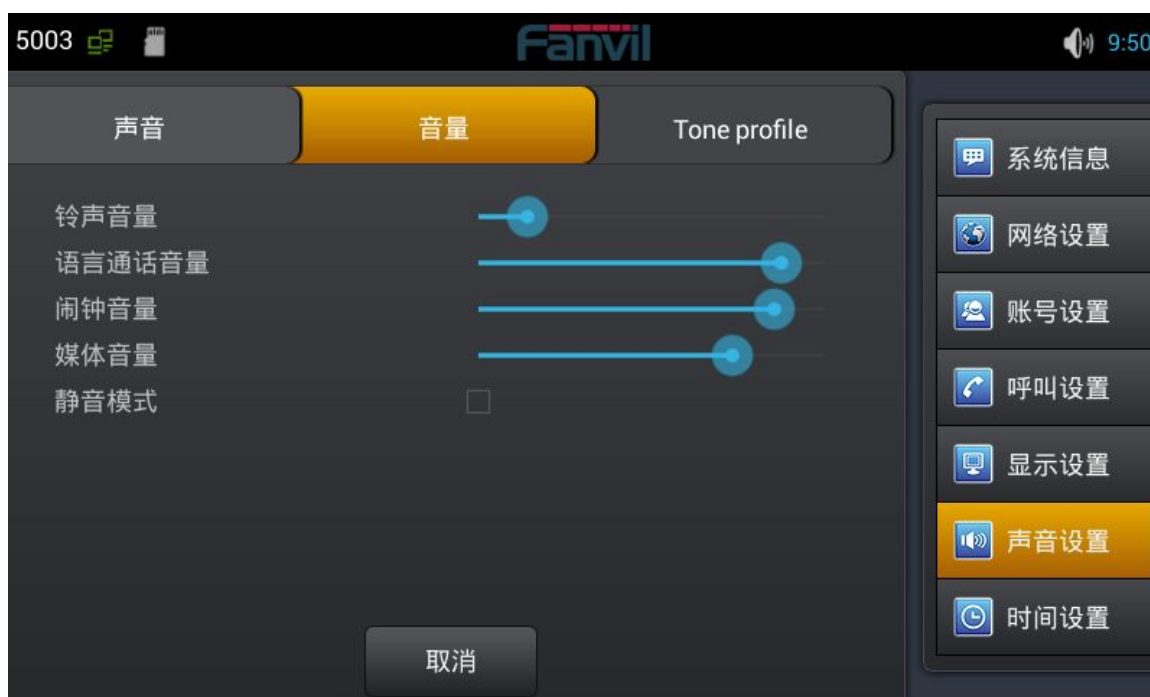 5003
Fanvil
9:50
声音
音量
Tone profile
铃声音量
语言通话音量
闹钟音量
媒体音量
静音模式
取消
系统信息
网络设置
账号设置
呼叫设置
显示设置
声音设置
时间设置